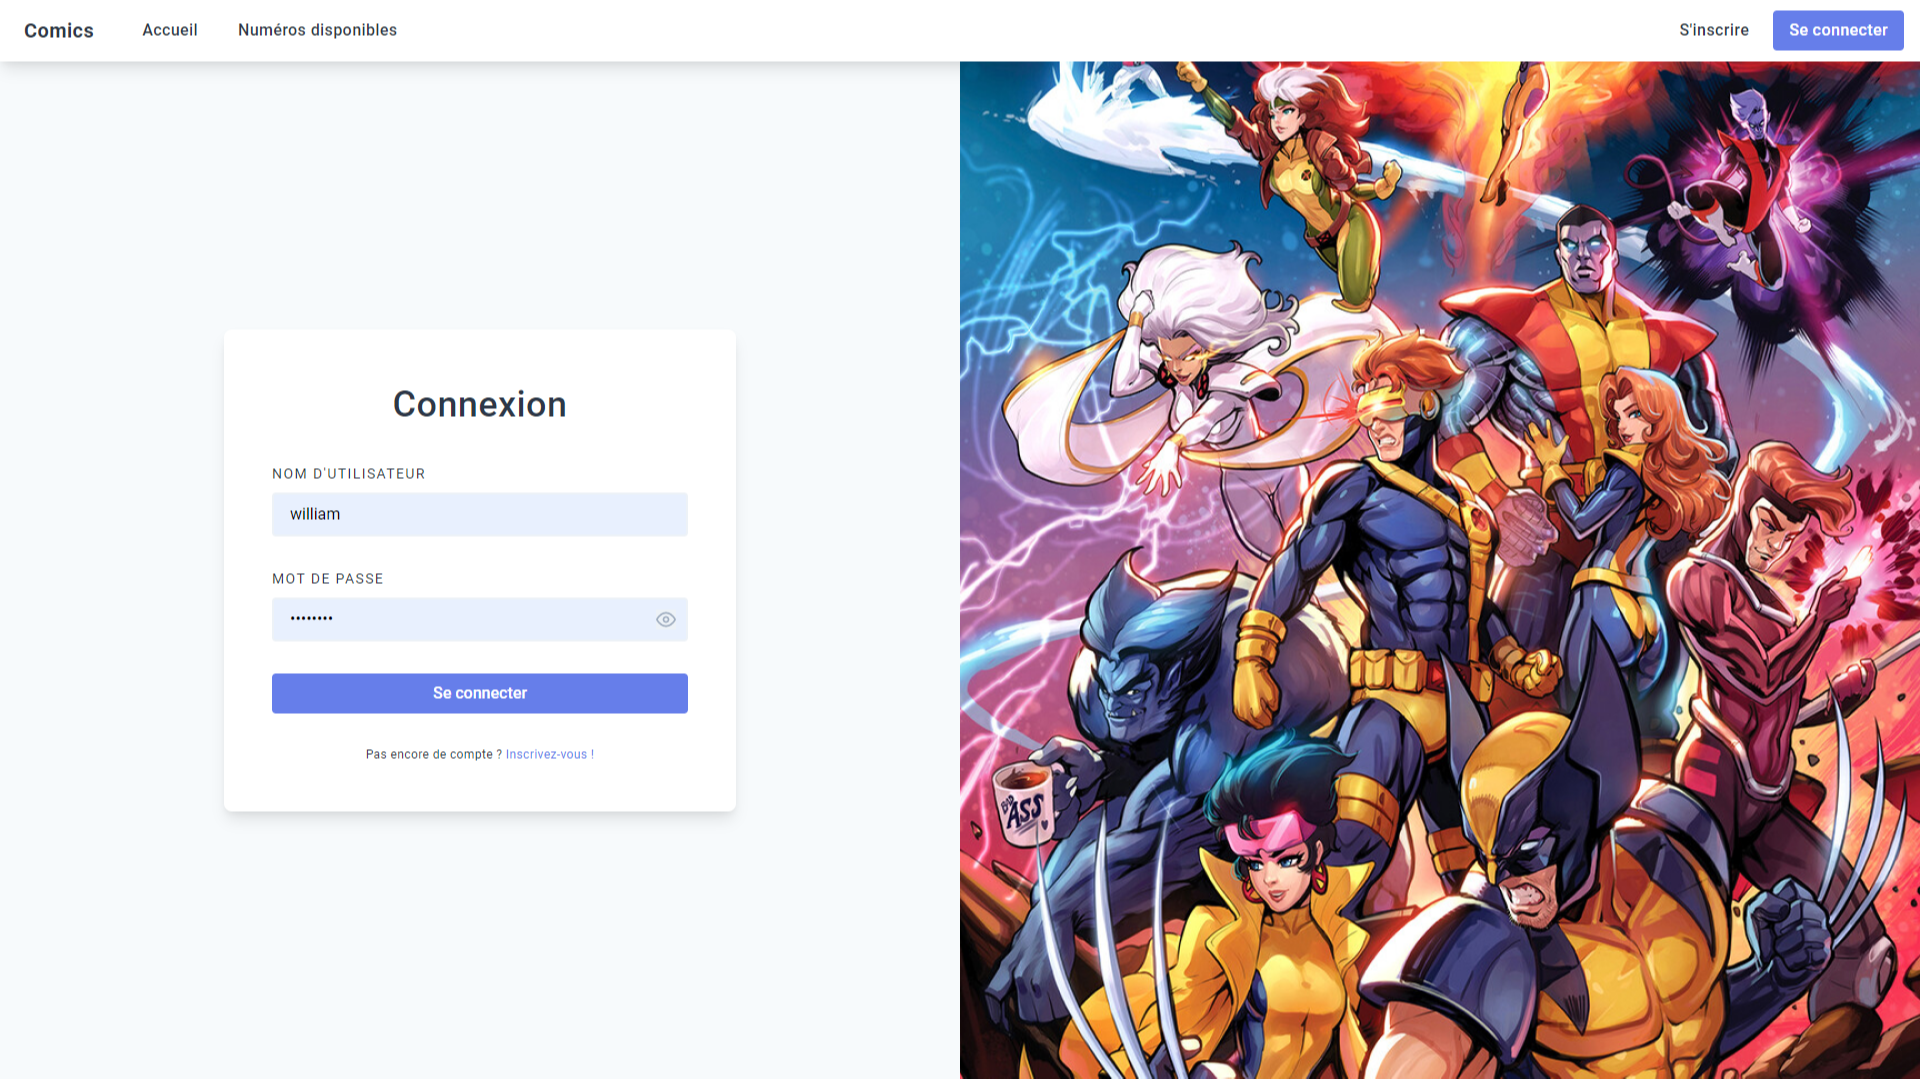 Comics
Accueil
Numéros disponibles
S'inscrire
Se connecter
Connexion
NOM D'UTILISATEUR
william
MOT DE PASSE
••••••••
Se connecter
Pas encore de compte ? Inscrivez-vous !
ASS